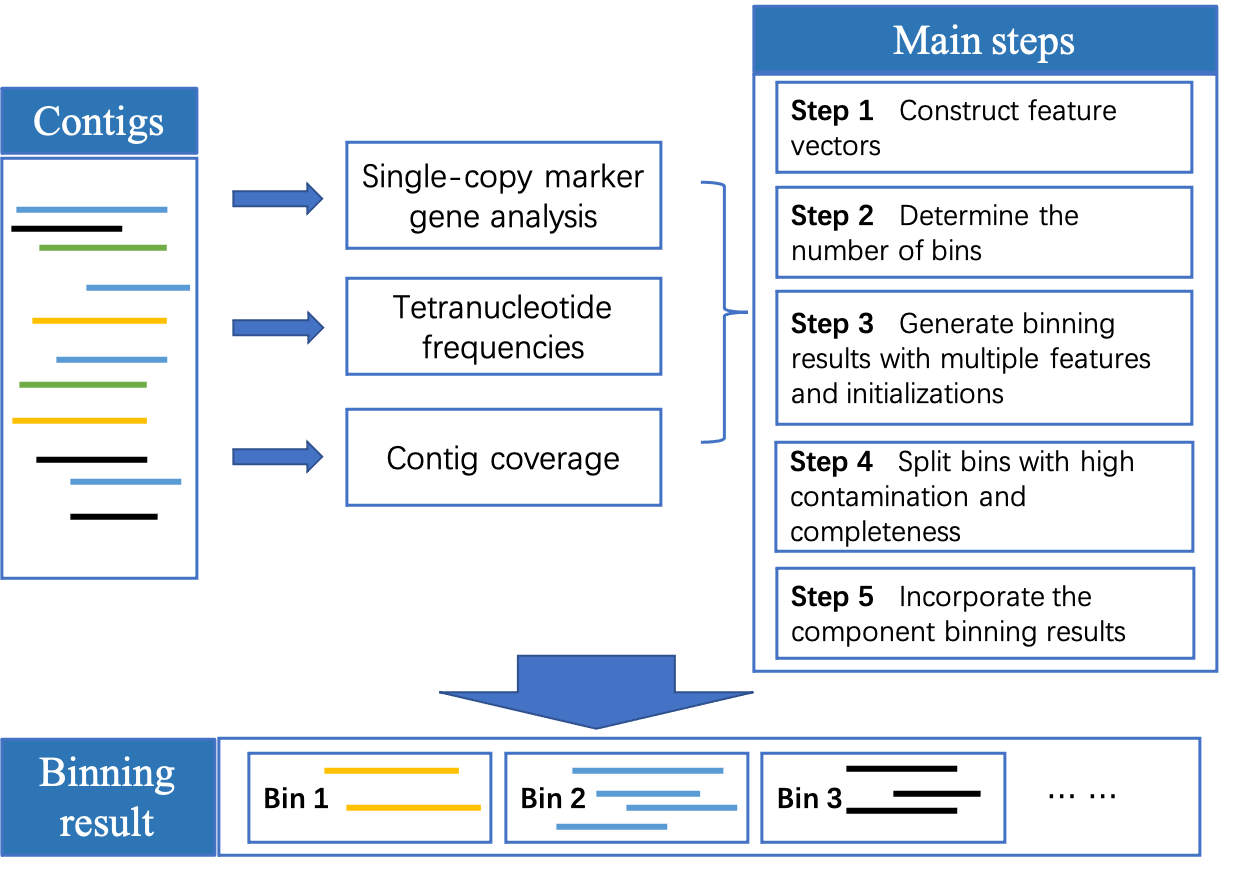 Contigs
Single-copy marker
gene analysis
Tetranucleotide
frequencies
Contig coverage
Main steps
Step 1 Construct feature
vectors
Step 2 Determine the
number of bins
Step 3 Generate binning
results with multiple features
and initializations
Step 4 Split bins with high
contamination and
completeness
Step 5 Incorporate the
component binning results
Binning
result
Bin 1
Bin 2
Bin 3
... ...